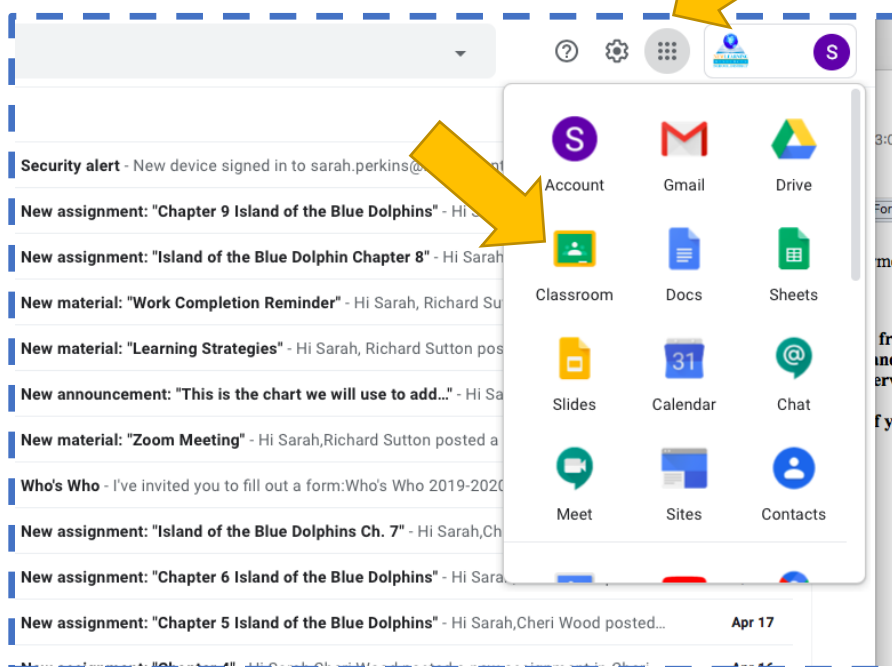 S
Security alert - New device signed in to sarah.perkins@
New assignment: "Chapter 9 Island of the Blue Dolphins" - Hi
New assignment: "Island of the Blue Dolphin Chapter 8" - Hi Sarah
New material: "Work Completion Reminder" - Hi Sarah, Richard Su
New material: "Learning Strategies" - Hi Sarah, Richard Sutton pos
New announcement: "This is the chart we will use to add…" - Hi Sa
New material: "Zoom Meeting" - Hi Sarah,Richard Sutton posted a
Who's Who - I've invited you to fill out a form:Who's Who 2019-2020
New assignment: "Island of the Blue Dolphins Ch. 7" - Hi Sarah,Ch
New assignment: "Chapter 6 Island of the Blue Dolphins" - Hi Sara
New assignment: "Chapter 5 Island of the Blue Dolphins" - Hi Sarah,Cheri Wood posted… Apr 17
S
Account Gmail Drive
Classroom Docs Sheets
Slides 31 Calendar Chat
Meet Sites Contacts